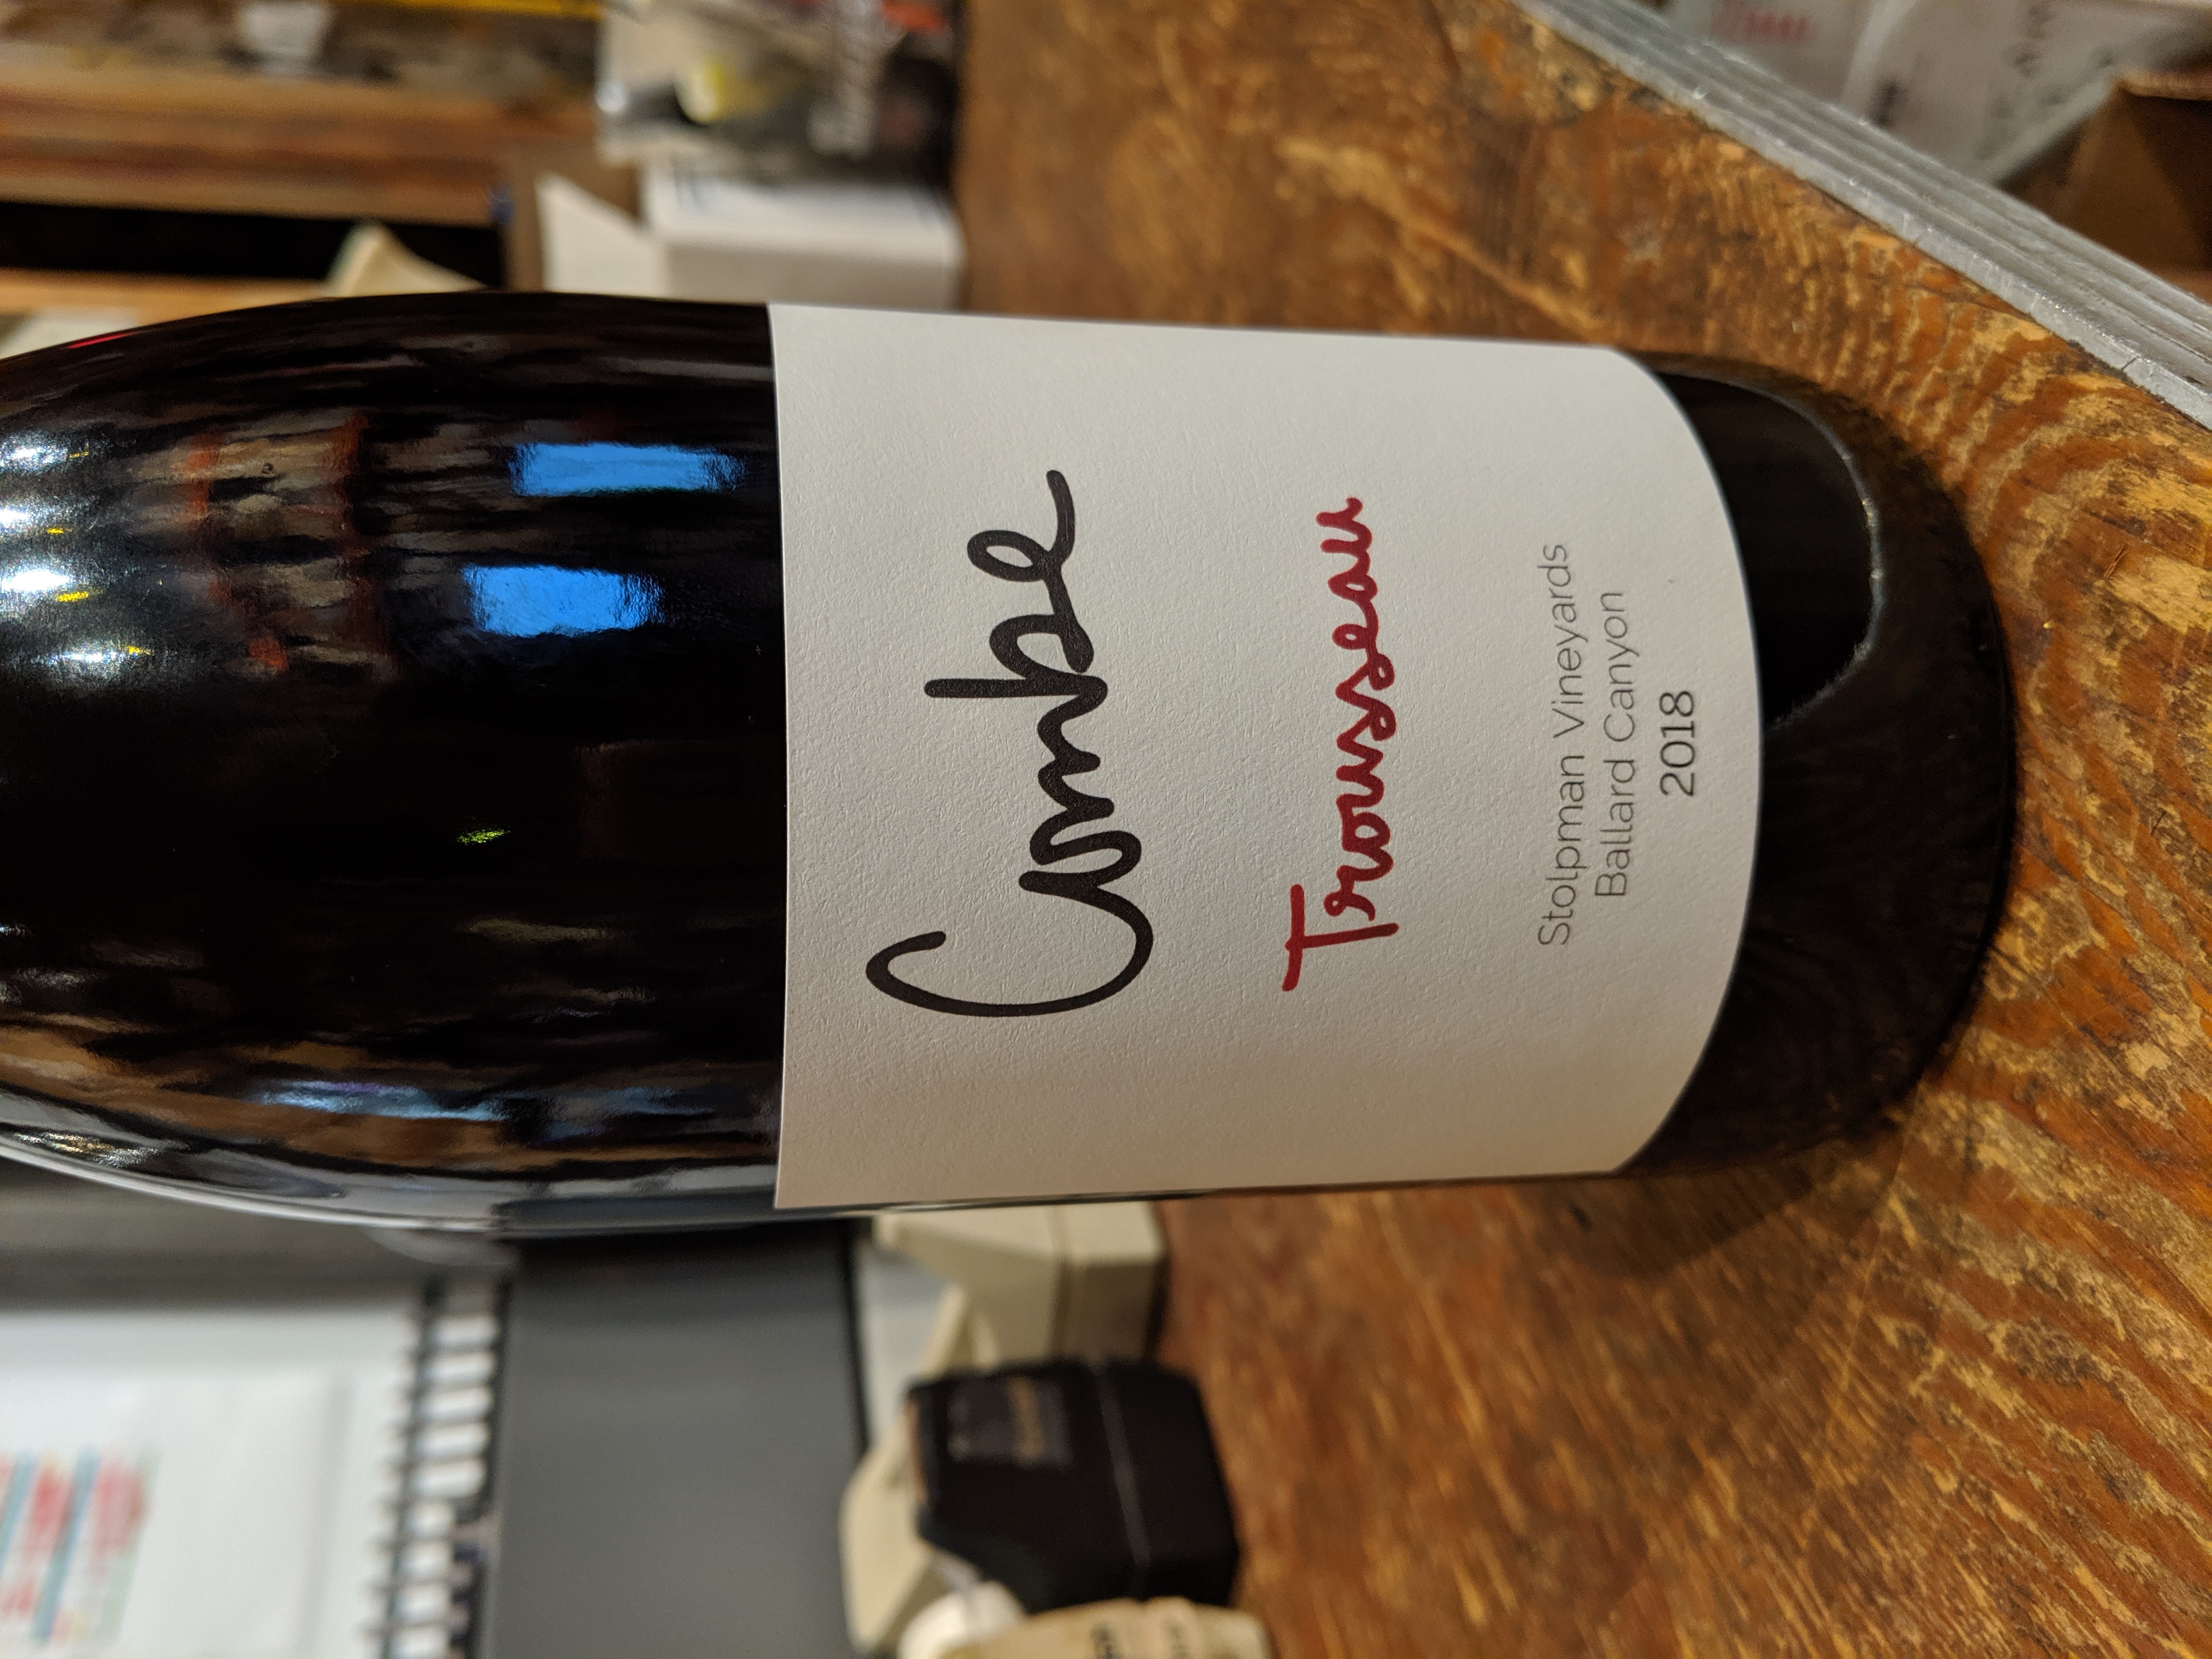 Combe
Trousseau
Stolpman Vineyards
Ballard Canyon
2018